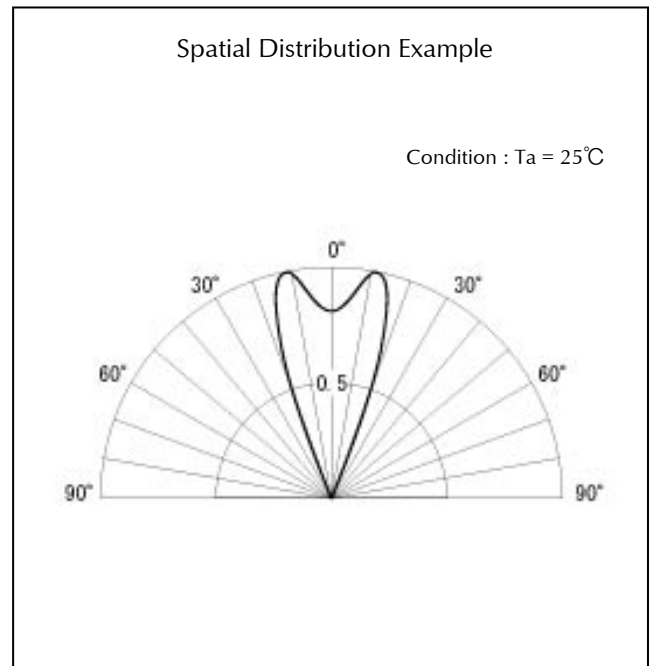 Spatial Distribution Example
Condition : Ta = 25℃
0°
30° 30°
60° 60°
0.5
90° 90°